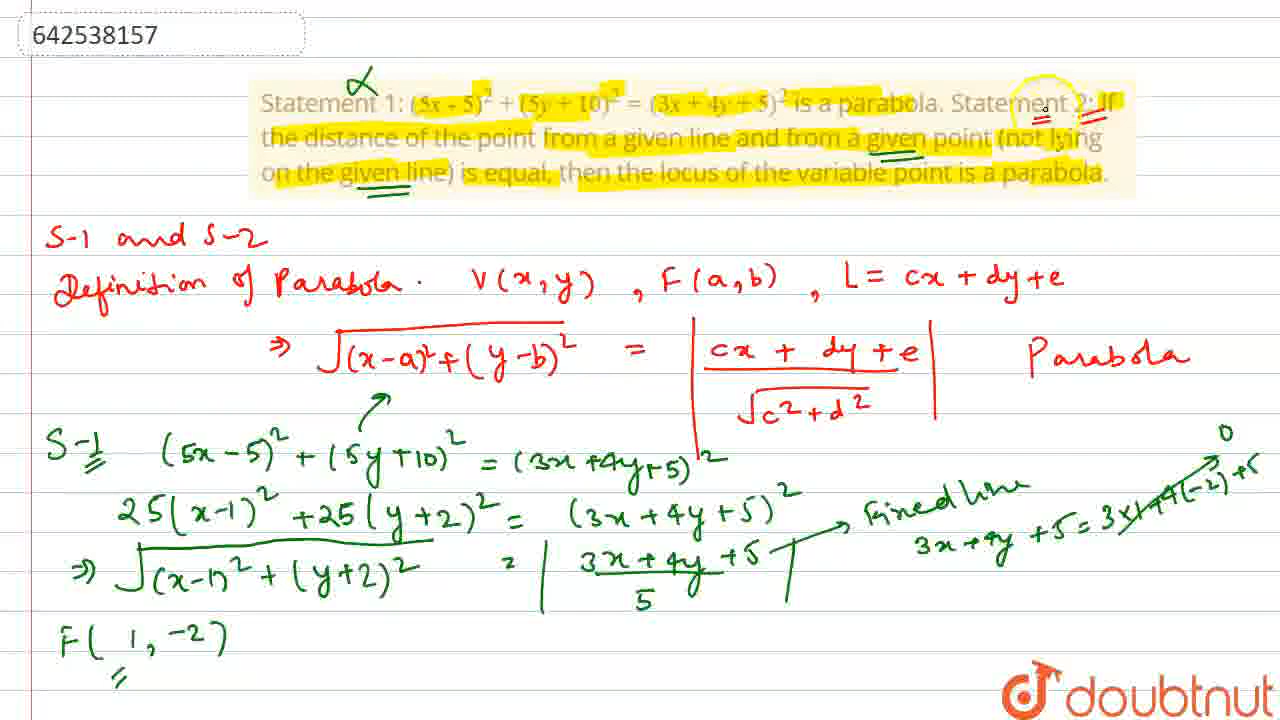 642538157
α
Statement 1: (5x - 5)² + (5y + 10)² = (3x + 4y + 5)² is a parabola. Statement 2: If
the distance of the point from a given line and from a given point (not lying
on the given line) is equal, then the locus of the variable point is a parabola.
S-1 and S-2
Definition of Parabola. V(x,y) , F(a,b) , L = cx + dy + e
⇒ √(x-a)² + (y-b)² = |cx + dy + e / √c² + d²| Parabola
S-1 (5x-5)² + (5y+10)² = (3x+4y+5)²
25(x-1)² + 25(y+2)² = (3x+4y+5)² Fixed line
3x+4y+5 = 3×1+4(-2)+5 0
⇒ √(x-1)² + (y+2)² = |3x+4y+5 / 5|
F( 1, -2)
doubtnut